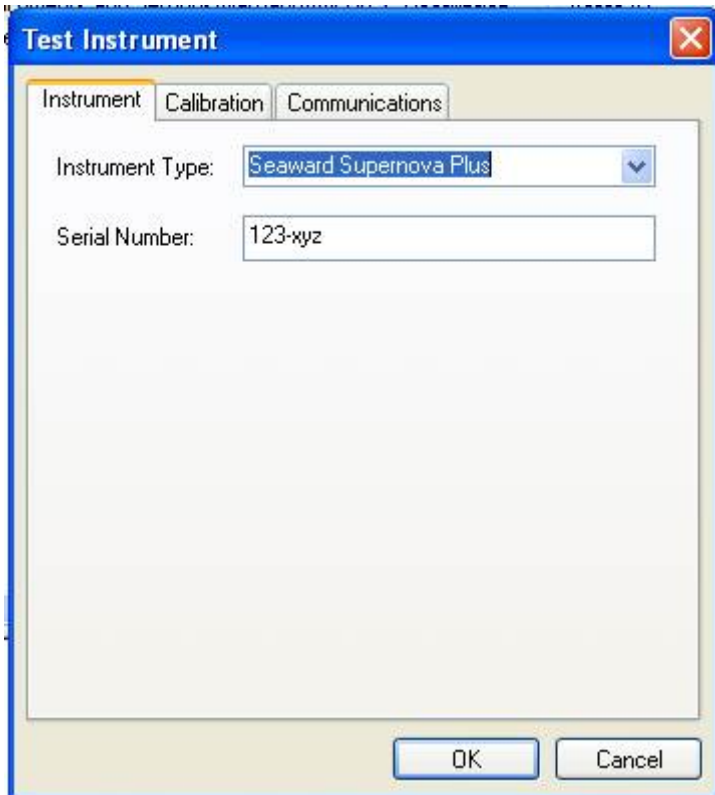 Test Instrument
Instrument Calibration Communications
Instrument Type: Seaward Supernova Plus
Serial Number: 123-xyz
OK Cancel